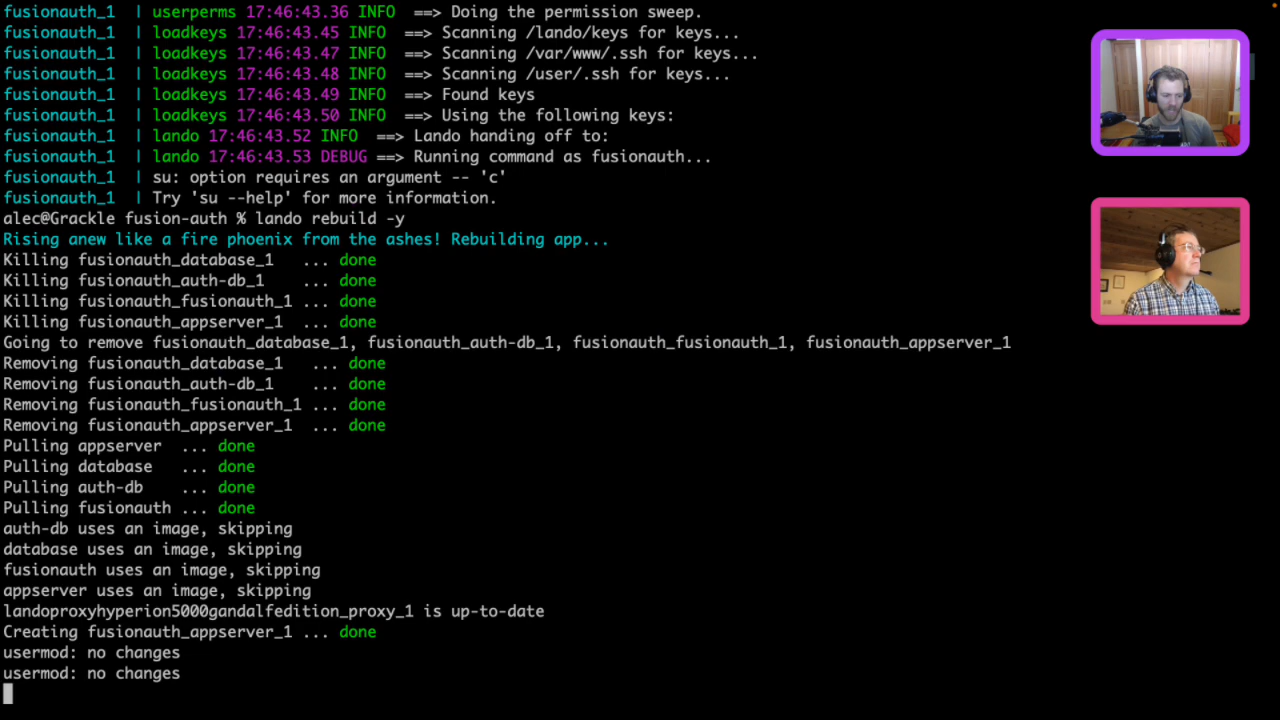 fusionauth_1  | userperms 17:46:43.36 INFO  ==> Doing the permission sweep.
fusionauth_1  | loadkeys 17:46:43.45 INFO  ==> Scanning /lando/keys for keys...
fusionauth_1  | loadkeys 17:46:43.47 INFO  ==> Scanning /var/www/.ssh for keys...
fusionauth_1  | loadkeys 17:46:43.48 INFO  ==> Scanning /user/.ssh for keys...
fusionauth_1  | loadkeys 17:46:43.49 INFO  ==> Found keys
fusionauth_1  | loadkeys 17:46:43.50 INFO  ==> Using the following keys:
fusionauth_1  | lando 17:46:43.52 INFO  ==> Lando handing off to:
fusionauth_1  | lando 17:46:43.53 DEBUG ==> Running command as fusionauth...
fusionauth_1  | su: option requires an argument -- 'c'
fusionauth_1  | Try 'su --help' for more information.
alec@Grackle fusion-auth % lando rebuild -y
Rising anew like a fire phoenix from the ashes! Rebuilding app...
Killing fusionauth_database_1   ... done
Killing fusionauth_auth-db_1    ... done
Killing fusionauth_fusionauth_1 ... done
Killing fusionauth_appserver_1  ... done
Going to remove fusionauth_database_1, fusionauth_auth-db_1, fusionauth_fusionauth_1, fusionauth_appserver_1
Removing fusionauth_database_1   ... done
Removing fusionauth_auth-db_1    ... done
Removing fusionauth_fusionauth_1 ... done
Removing fusionauth_appserver_1  ... done
Pulling appserver  ... done
Pulling database   ... done
Pulling auth-db    ... done
Pulling fusionauth ... done
auth-db uses an image, skipping
database uses an image, skipping
fusionauth uses an image, skipping
appserver uses an image, skipping
landoproxyhyperion5000gandalfedition_proxy_1 is up-to-date
Creating fusionauth_appserver_1 ... done
usermod: no changes
usermod: no changes